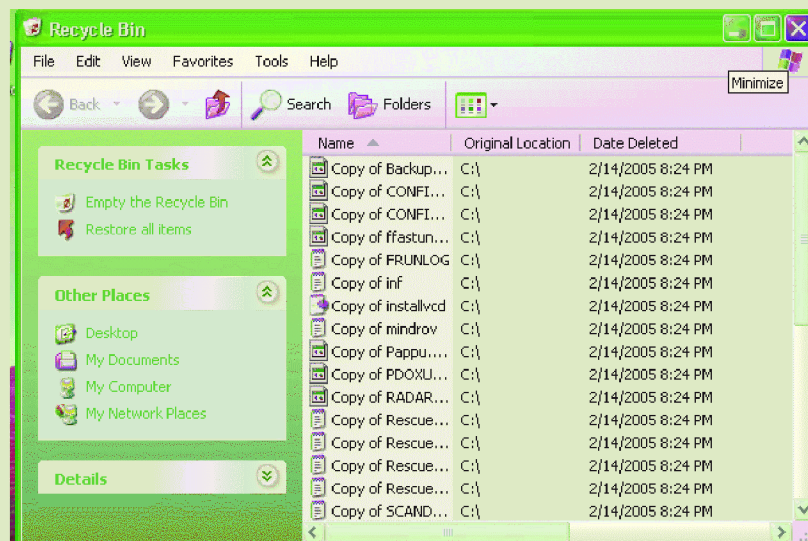 Recycle Bin
File Edit View Favorites Tools Help
Minimize
Back Search Folders
Name Original Location Date Deleted
Recycle Bin Tasks
Empty the Recycle Bin
Restore all items
Other Places
Desktop
My Documents
My Computer
My Network Places
Details
Copy of Backup... C:\ 2/14/2005 8:24 PM
Copy of CONFI... C:\ 2/14/2005 8:24 PM
Copy of CONFI... C:\ 2/14/2005 8:24 PM
Copy of ffastun... C:\ 2/14/2005 8:24 PM
Copy of FRUNLOG C:\ 2/14/2005 8:24 PM
Copy of inf C:\ 2/14/2005 8:24 PM
Copy of installvcd C:\ 2/14/2005 8:24 PM
Copy of mindrov C:\ 2/14/2005 8:24 PM
Copy of Pappu.... C:\ 2/14/2005 8:24 PM
Copy of PDOXU... C:\ 2/14/2005 8:24 PM
Copy of RADAR... C:\ 2/14/2005 8:24 PM
Copy of Rescue... C:\ 2/14/2005 8:24 PM
Copy of Rescue... C:\ 2/14/2005 8:24 PM
Copy of Rescue... C:\ 2/14/2005 8:24 PM
Copy of Rescue... C:\ 2/14/2005 8:24 PM
Copy of SCAND... C:\ 2/14/2005 8:24 PM